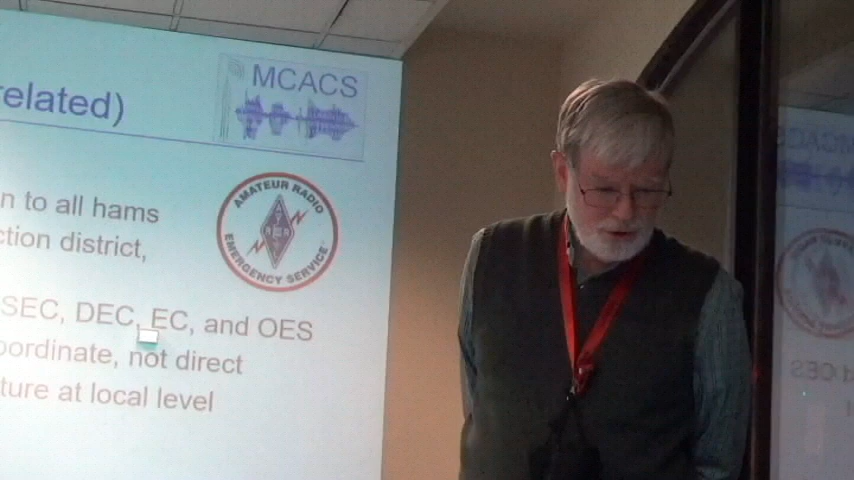 related)
MCACS
n to all hams
ction district,
AMATEUR RADIO
EMERGENCY SERVICE
SEC, DEC, EC, and OES
oordinate, not direct
ture at local level